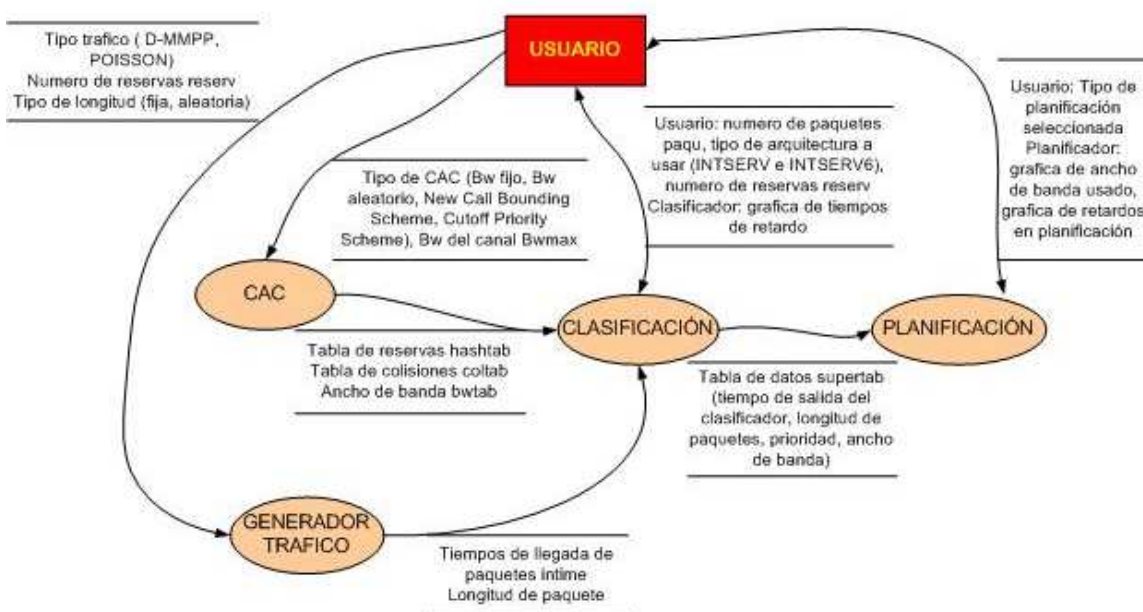 Tipo trafico ( D-MMPP,
POISSON)
Numero de reservas reserv
Tipo de longitud (fija, aleatoria)
USUARIO
Usuario: Tipo de
planificación
seleccionada
Planificador:
grafica de ancho
de banda usado,
grafica de retardos
en planificación
Usuario: numero de paquetes
paqu, tipo de arquitectura a
usar (INTSERV e INTSERV6),
numero de reservas reserv
Clasificador: grafica de tiempos
de retardo
Tipo de CAC (Bw fijo, Bw
aleatorio, New Call Bounding
Scheme, Cutoff Priority
Scheme), Bw del canal Bwmax
CAC
CLASIFICACIÓN
PLANIFICACIÓN
Tabla de reservas hashtab
Tabla de colisiones coltab
Ancho de banda bwtab
Tabla de datos supertab
(tiempo de salida del
clasificador, longitud de
paquetes, prioridad, ancho
de banda)
GENERADOR
TRAFICO
Tiempos de llegada de
paquetes intime
Longitud de paquete